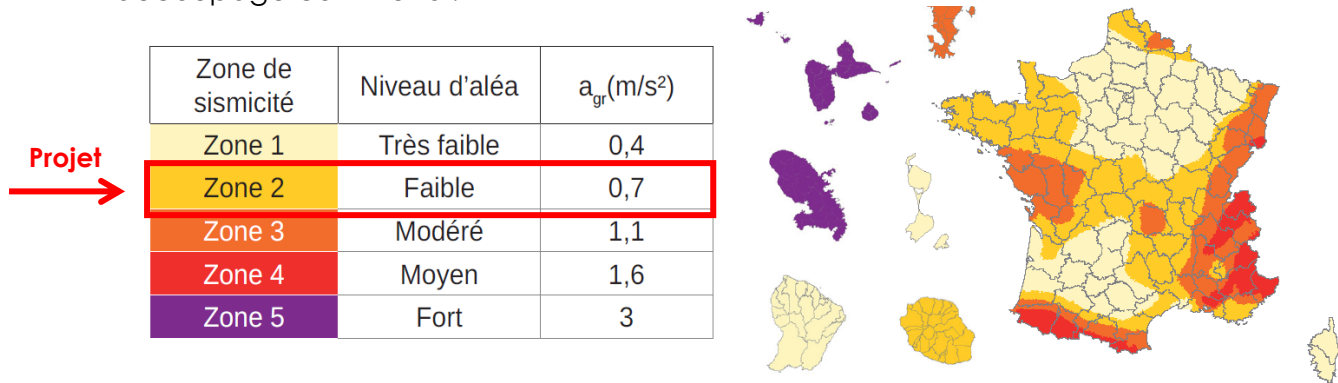 Zone de sismicité Niveau d'aléa a_gr(m/s²)
Zone 1 Très faible 0,4
Projet
Zone 2 Faible 0,7
Zone 3 Modéré 1,1
Zone 4 Moyen 1,6
Zone 5 Fort 3